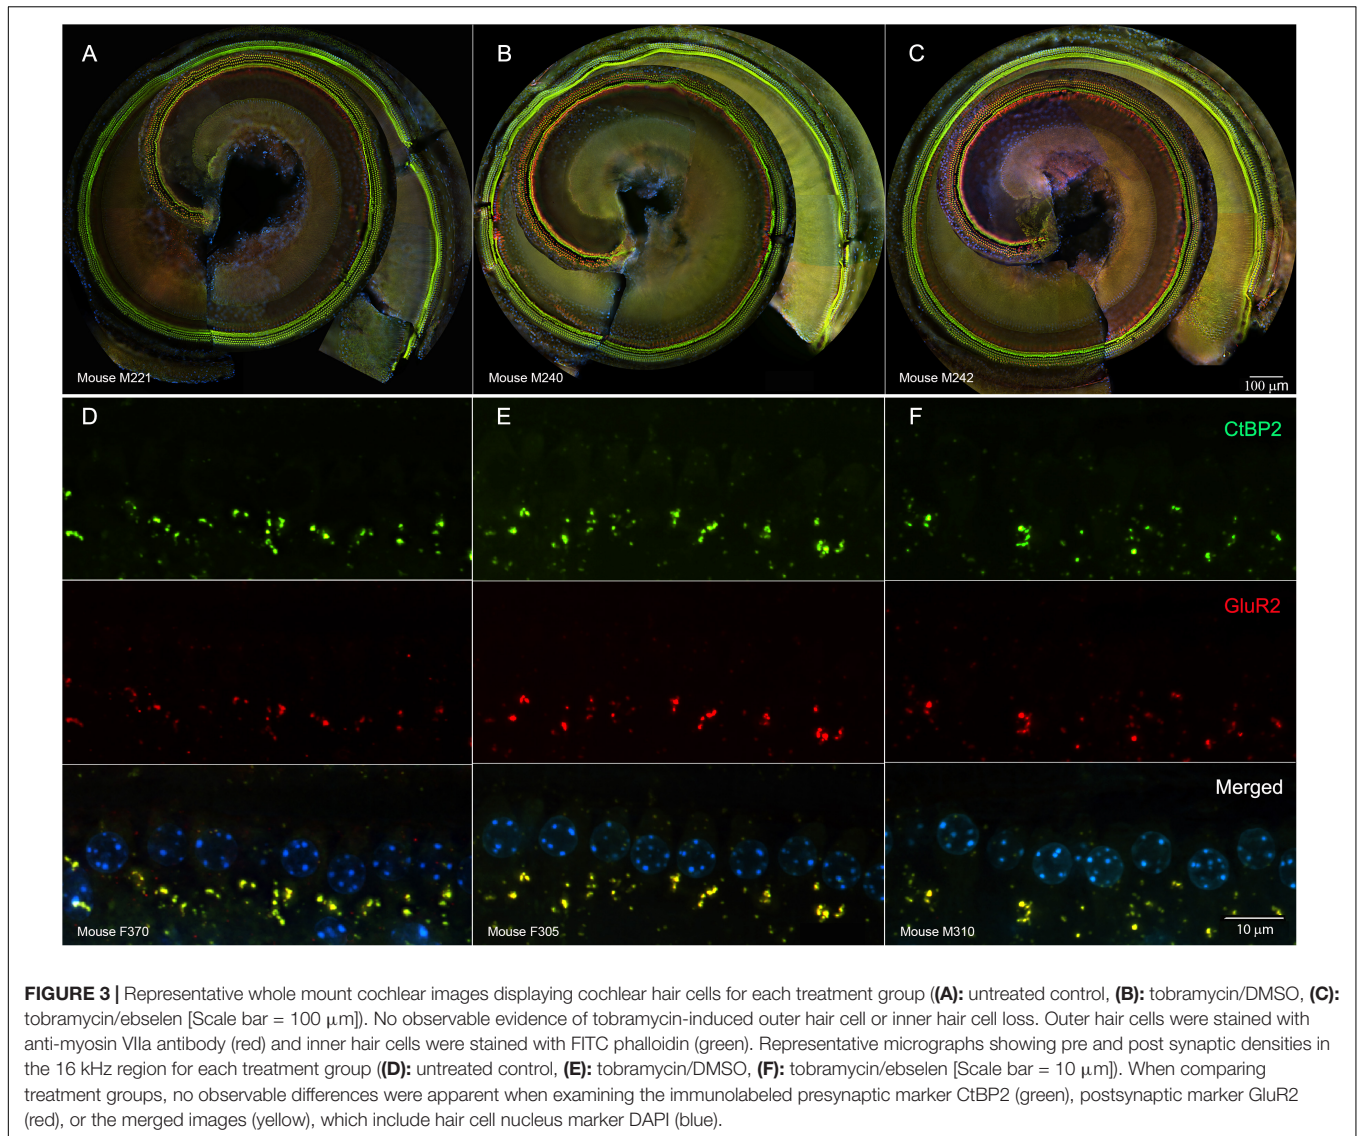 A
B
C
Mouse M221
Mouse M240
Mouse M242
100 μm
D
E
F
CtBP2
GluR2
Merged
Mouse F370
Mouse F305
Mouse M310
10 μm
FIGURE 3 | Representative whole mount cochlear images displaying cochlear hair cells for each treatment group ((A): untreated control, (B): tobramycin/DMSO, (C):
tobramycin/ebselen [Scale bar = 100 μm]). No observable evidence of tobramycin-induced outer hair cell or inner hair cell loss. Outer hair cells were stained with
anti-myosin VIIa antibody (red) and inner hair cells were stained with FITC phalloidin (green). Representative micrographs showing pre and post synaptic densities in
the 16 kHz region for each treatment group ((D): untreated control, (E): tobramycin/DMSO, (F): tobramycin/ebselen [Scale bar = 10 μm]). When comparing
treatment groups, no observable differences were apparent when examining the immunolabeled presynaptic marker CtBP2 (green), postsynaptic marker GluR2
(red), or the merged images (yellow), which include hair cell nucleus marker DAPI (blue).